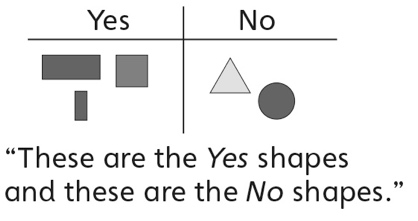 Yes No
“These are the Yes shapes
and these are the No shapes.”